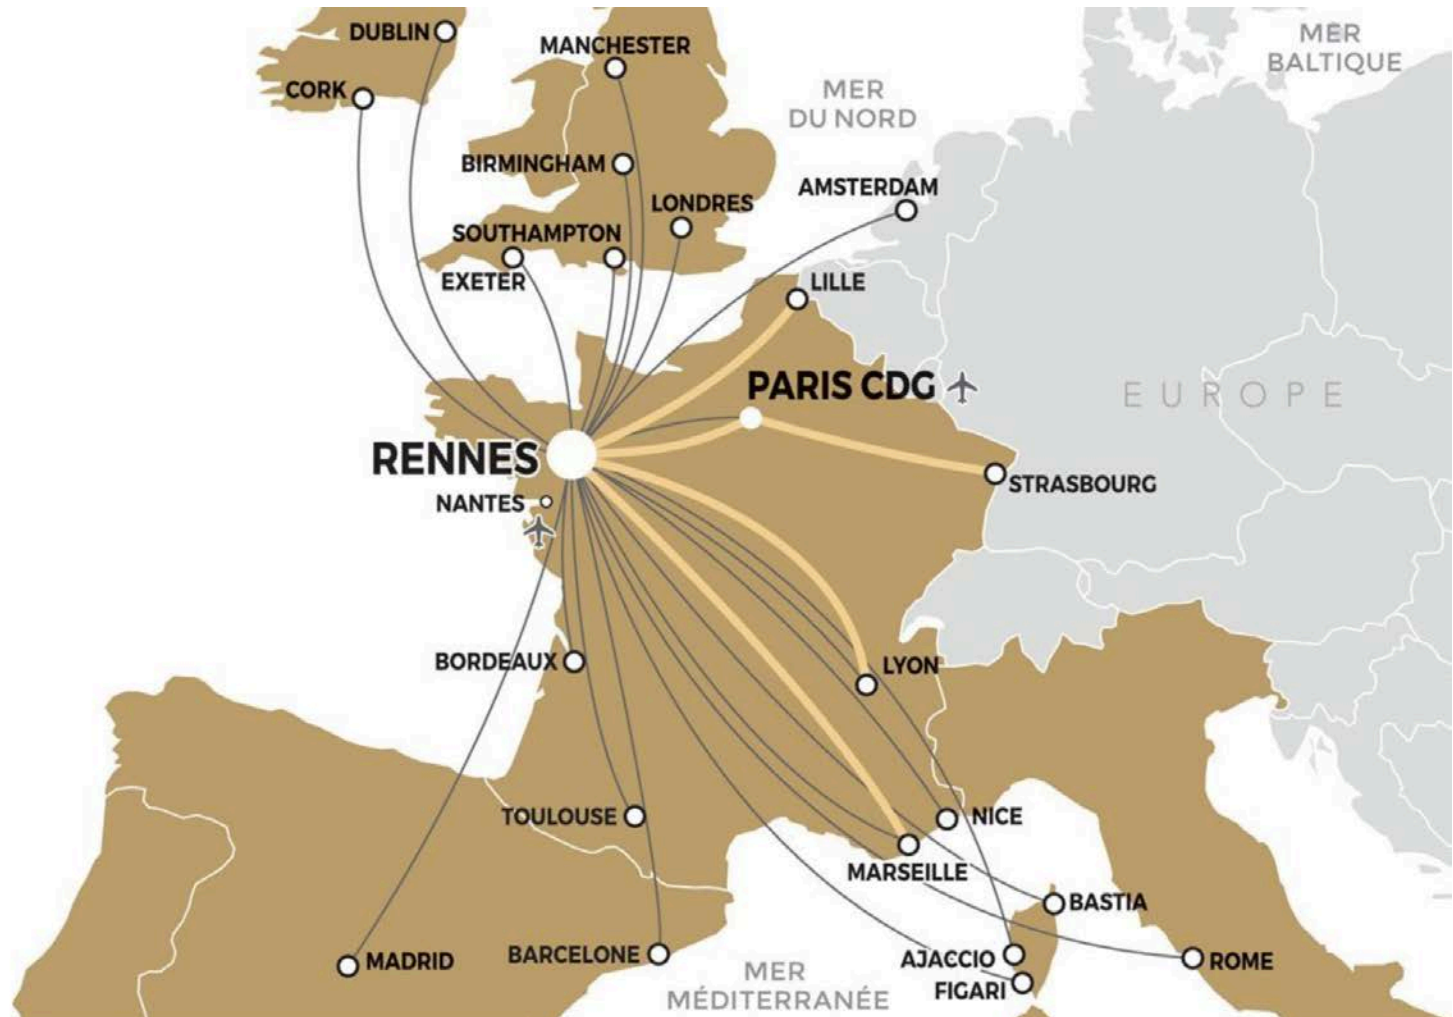 DUBLIN
MANCHESTER
MER
BALTIQUE
CORK
MER
DU NORD
BIRMINGHAM
AMSTERDAM
LONDRES
SOUTHAMPTON
EXETER
LILLE
PARIS CDG
EUROPE
RENNES
STRASBOURG
NANTES
BORDEAUX
LYON
TOULOUSE
NICE
MARSEILLE
BASTIA
MADRID
BARCELONE
AJACCIO
ROME
MER
MÉDITERRANÉE
FIGARI